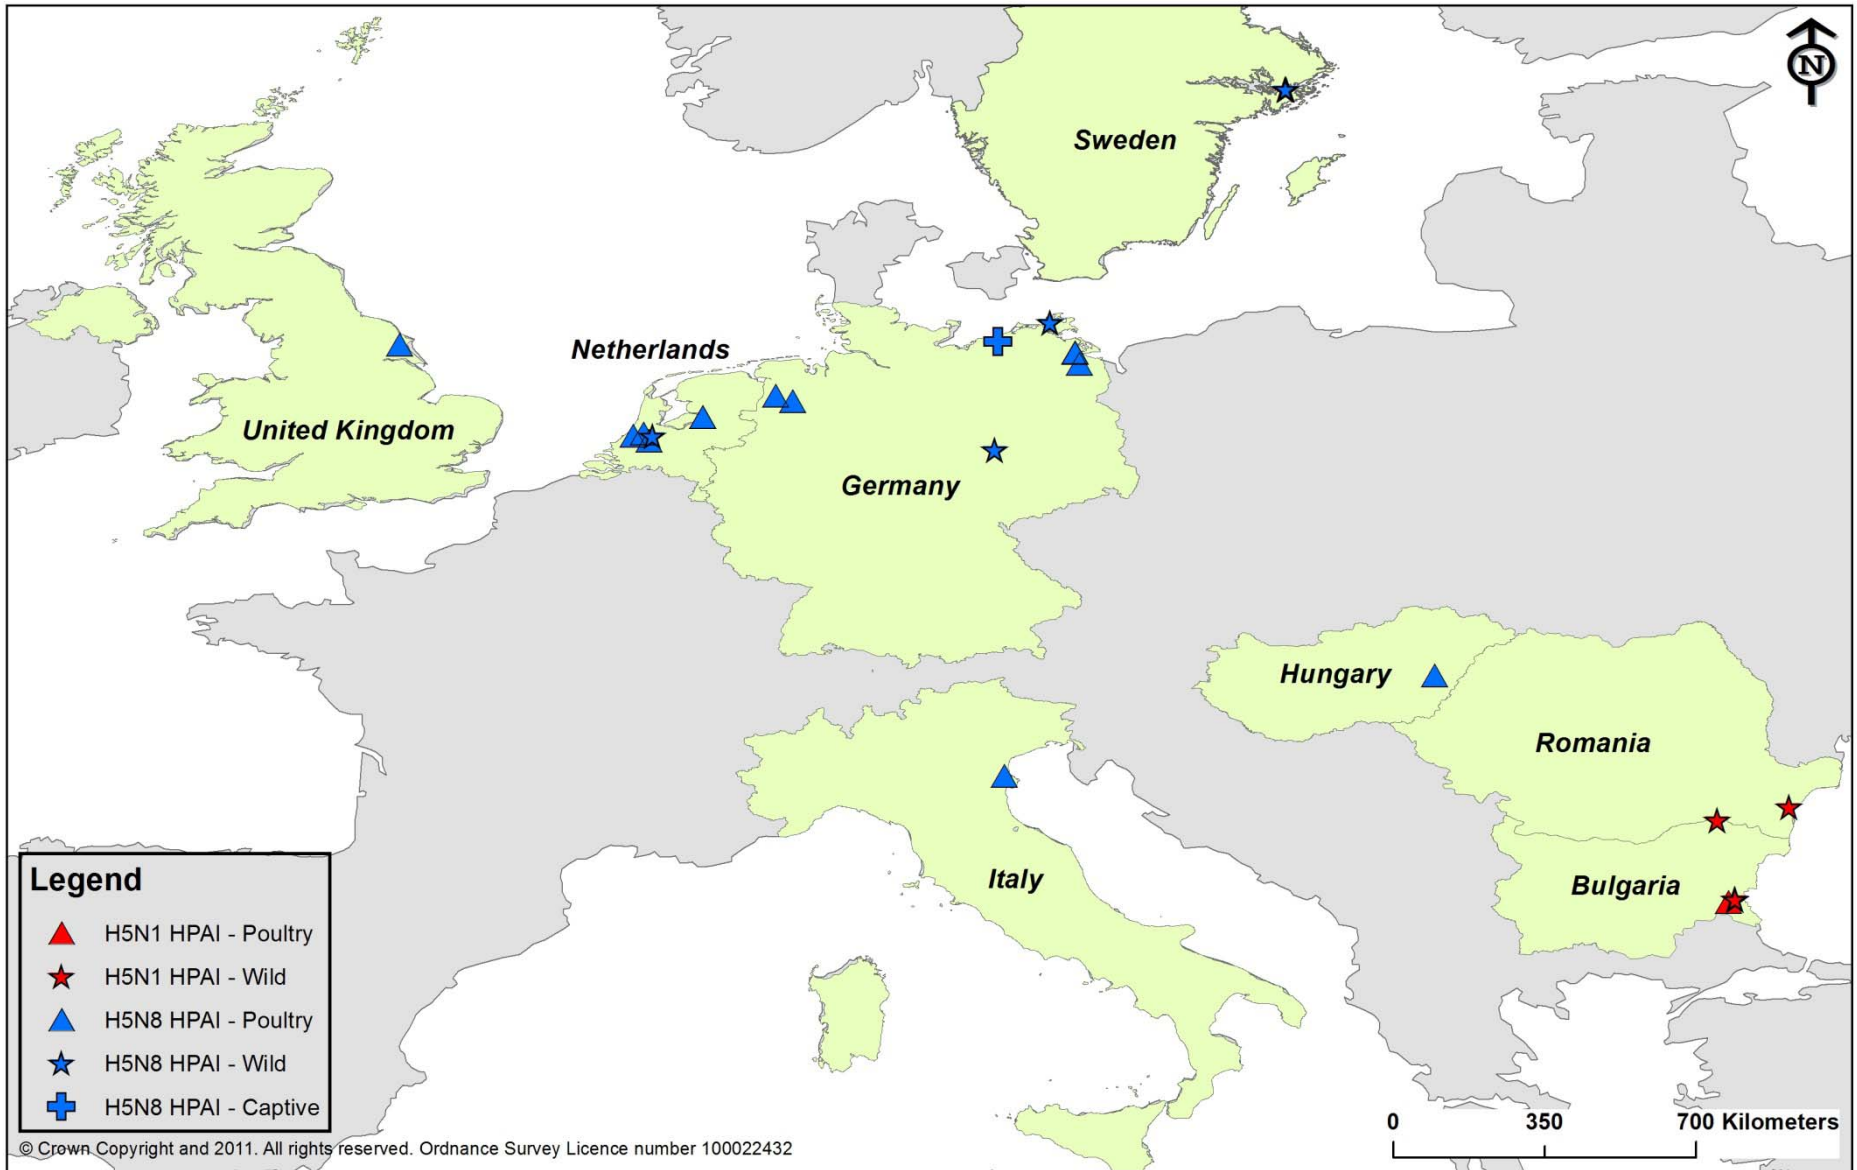 N
Sweden
Netherlands
United Kingdom
Germany
Hungary
Romania
Italy
Bulgaria
Legend
H5N1 HPAI - Poultry
H5N1 HPAI - Wild
H5N8 HPAI - Poultry
H5N8 HPAI - Wild
H5N8 HPAI - Captive
0 350 700 Kilometers
© Crown Copyright and 2011. All rights reserved. Ordnance Survey Licence number 100022432